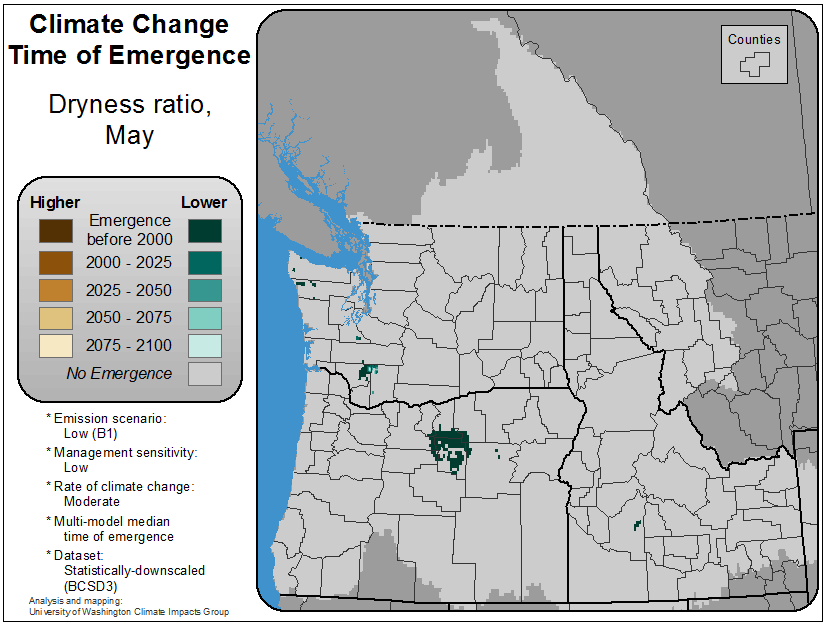 Climate Change
Time of Emergence
Dryness ratio,
May
Higher
Lower
Emergence
before 2000
2000 - 2025
2025 - 2050
2050 - 2075
2075 - 2100
No Emergence
* Emission scenario:
Low (B1)
* Management sensitivity:
Low
* Rate of climate change:
Moderate
* Multi-model median
time of emergence
* Dataset:
Statistically-downscaled
(BCSD3)
Analysis and mapping:
University of Washington Climate Impacts Group
Counties